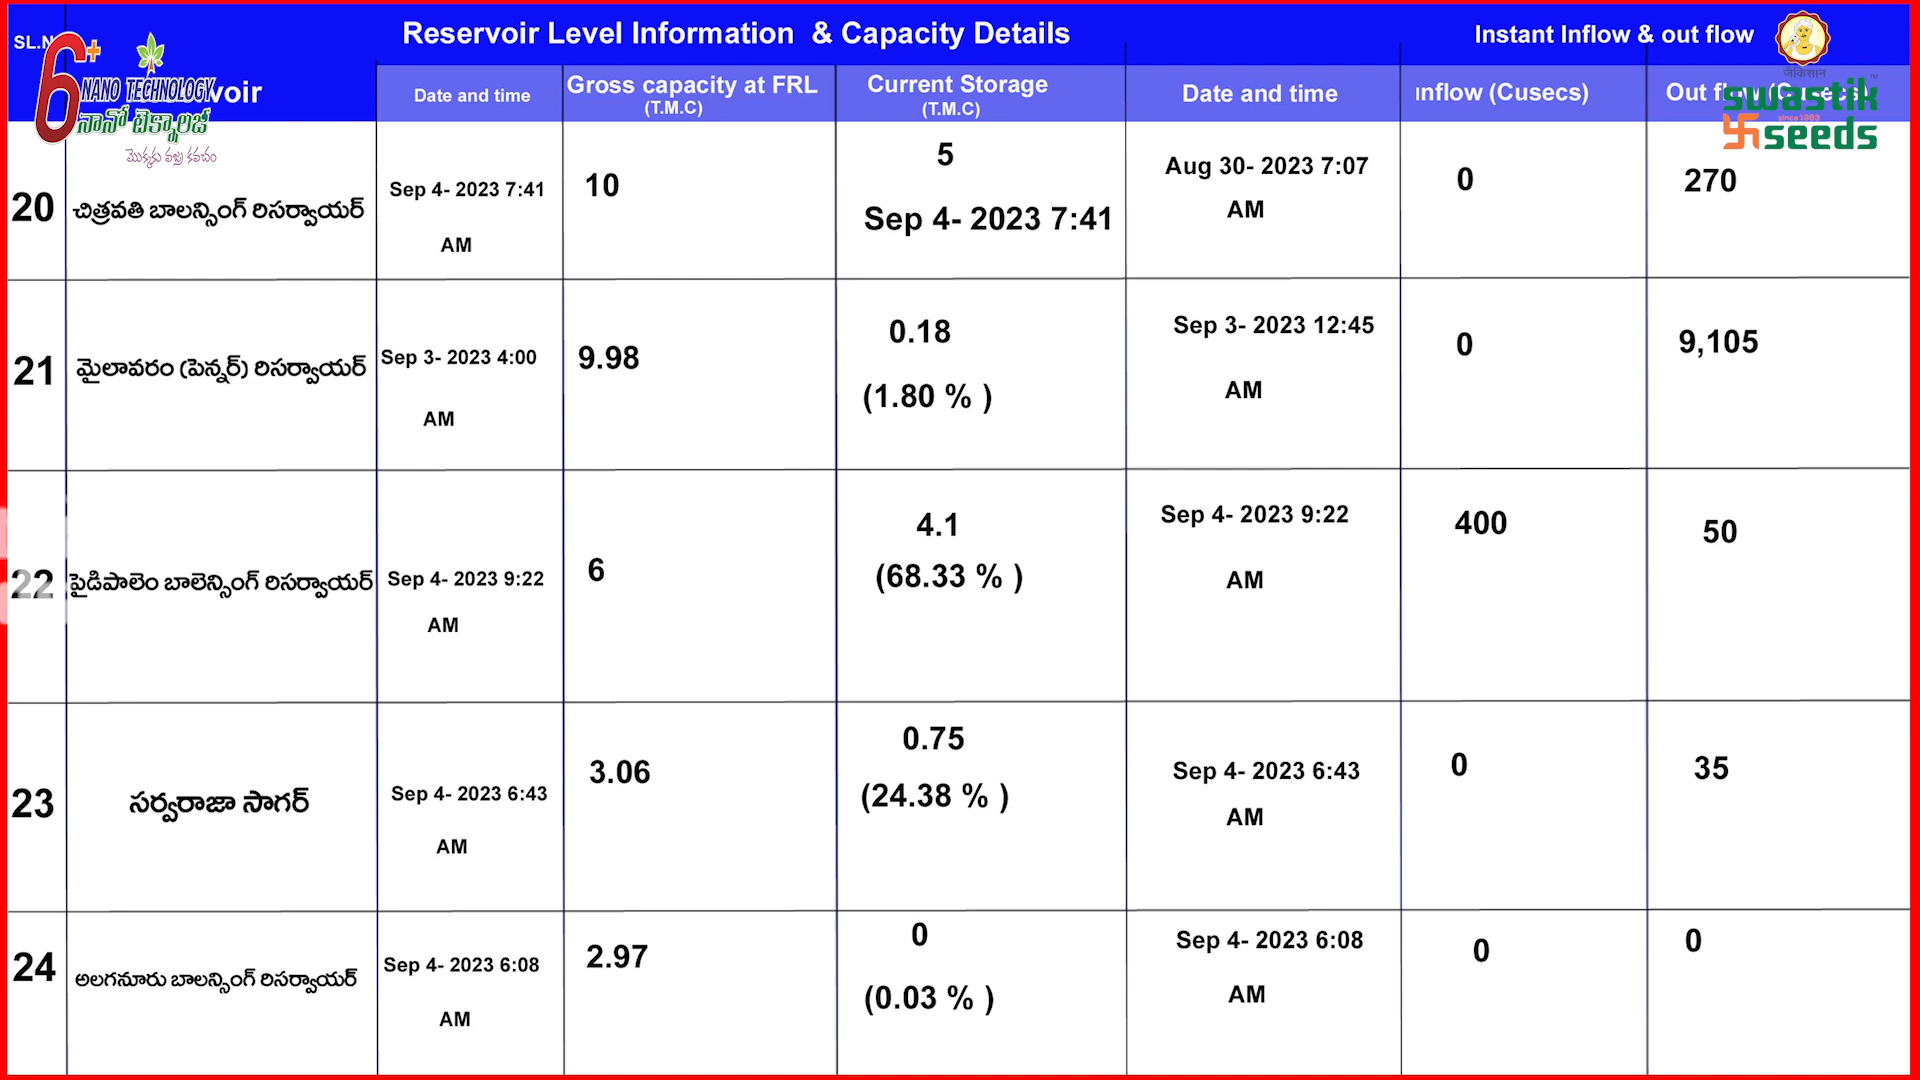 SL.N
Reservoir Level Information & Capacity Details
Instant Inflow & out flow
voir
Date and time
Gross capacity at FRL
(T.M.C)
Current Storage
(T.M.C)
Date and time
Inflow (Cusecs)
Out flow (Cusecs)
6+
NANO TECHNOLOGY
నానో టెక్నాలజీ
మొక్కకు వజ్ర కవచం
जैकिसान
swastik
TM
since 1983
seeds
20
చిత్రవతి బాలన్సింగ్ రిసర్వాయర్
Sep 4- 2023 7:41
AM
10
5
Sep 4- 2023 7:41
Aug 30- 2023 7:07
AM
0
270
21
మైలావరం (పెన్నర్) రిసర్వాయర్
Sep 3- 2023 4:00
AM
9.98
0.18
(1.80 % )
Sep 3- 2023 12:45
AM
0
9,105
22
పైడిపాలెం బాలెన్సింగ్ రిసర్వాయర్
Sep 4- 2023 9:22
AM
6
4.1
(68.33 % )
Sep 4- 2023 9:22
AM
400
50
23
సర్వరాజా సాగర్
Sep 4- 2023 6:43
AM
3.06
0.75
(24.38 % )
Sep 4- 2023 6:43
AM
0
35
24
అలగనూరు బాలన్సింగ్ రిసర్వాయర్
Sep 4- 2023 6:08
AM
2.97
0
(0.03 % )
Sep 4- 2023 6:08
AM
0
0